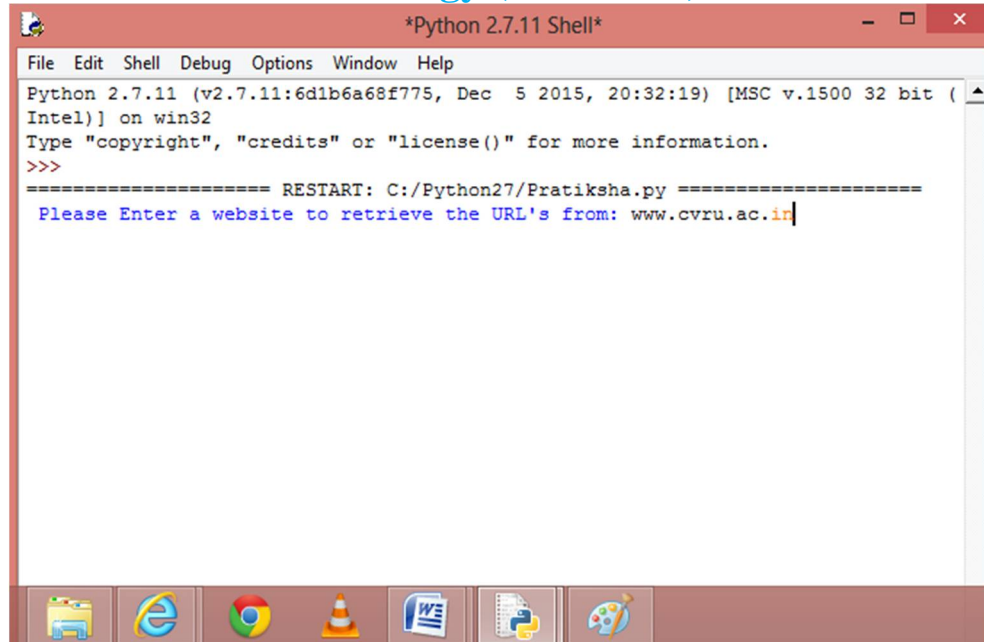 *Python 2.7.11 Shell*
File Edit Shell Debug Options Window Help
Python 2.7.11 (v2.7.11:6d1b6a68f775, Dec  5 2015, 20:32:19) [MSC v.1500 32 bit (
Intel)] on win32
Type "copyright", "credits" or "license()" for more information.
>>>
===================== RESTART: C:/Python27/Pratiksha.py =====================
Please Enter a website to retrieve the URL's from: www.cvru.ac.in